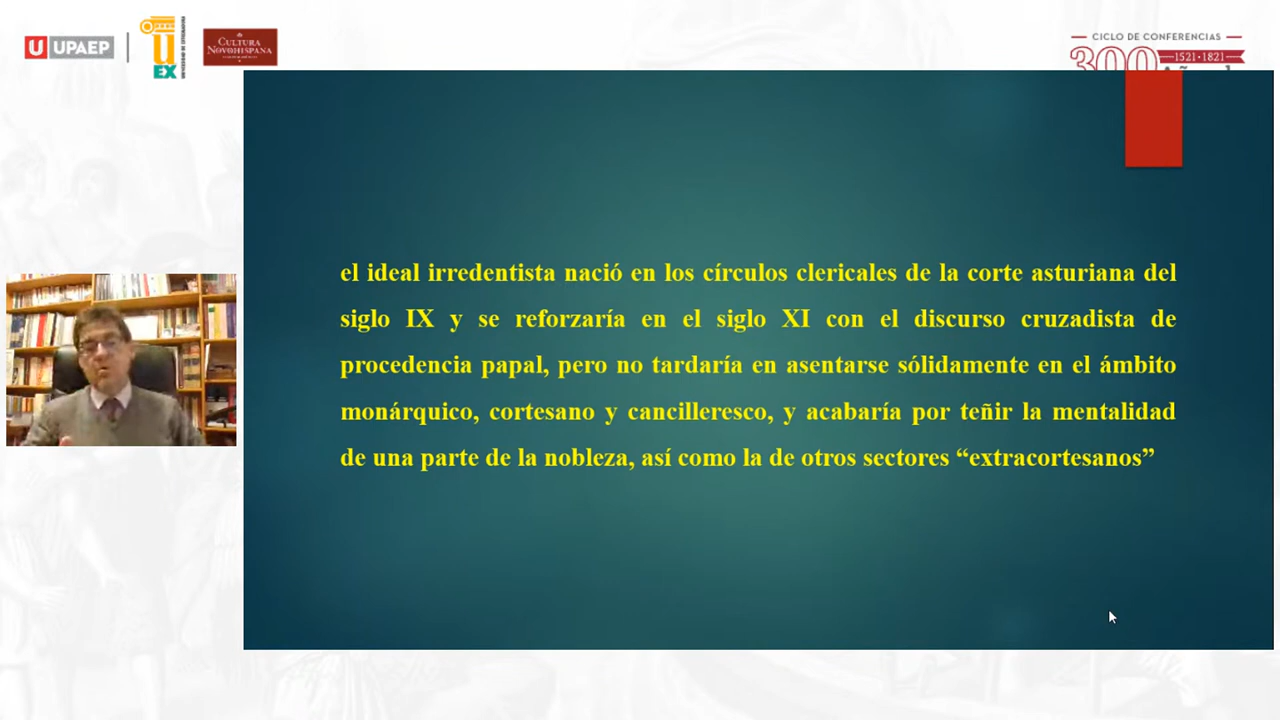 U UPAEP
UEX
CULTURA
NOVOHISPANA
CICLO DE CONFERENCIAS
300
1521·1821
el ideal irredentista nació en los círculos clericales de la corte asturiana del
siglo IX y se reforzaría en el siglo XI con el discurso cruzadista de
procedencia papal, pero no tardaría en asentarse sólidamente en el ámbito
monárquico, cortesano y cancilleresco, y acabaría por teñir la mentalidad
de una parte de la nobleza, así como la de otros sectores “extracortesanos”